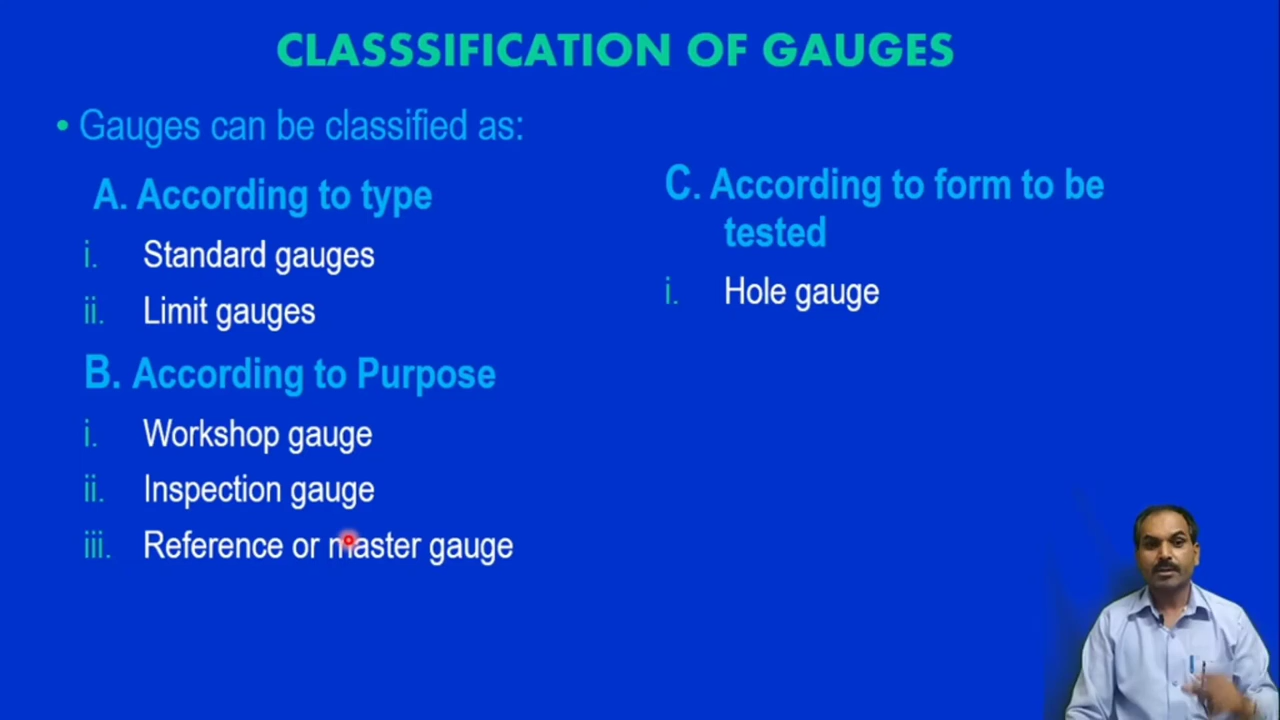 CLASSSIFICATION OF GAUGES
• Gauges can be classified as:
A. According to type
i. Standard gauges
ii. Limit gauges
B. According to Purpose
i. Workshop gauge
ii. Inspection gauge
iii. Reference or master gauge
C. According to form to be
tested
i. Hole gauge